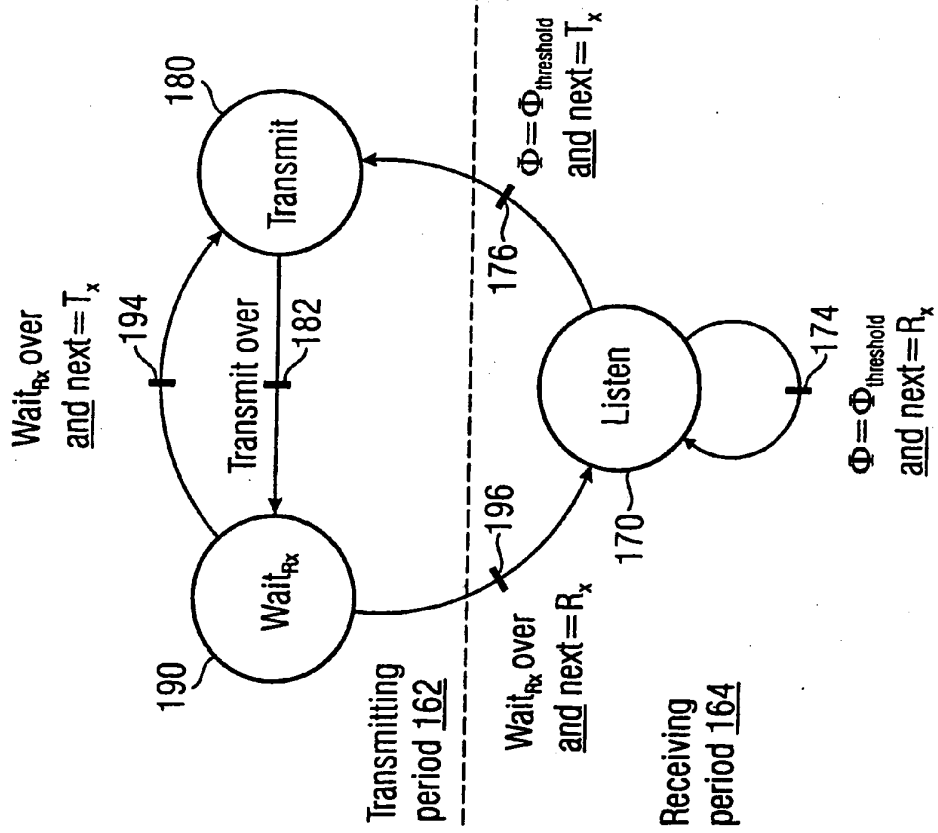 Wait_Rx over
and next=T_x
194
190
180
Wait_Rx
Transmit over
Transmit
182
Transmitting
period 162
196
176
Wait_Rx over
and next=R_x
Φ=Φ_threshold
and next=T_x
Receiving
period 164
170
Listen
174
Φ=Φ_threshold
and next=R_x